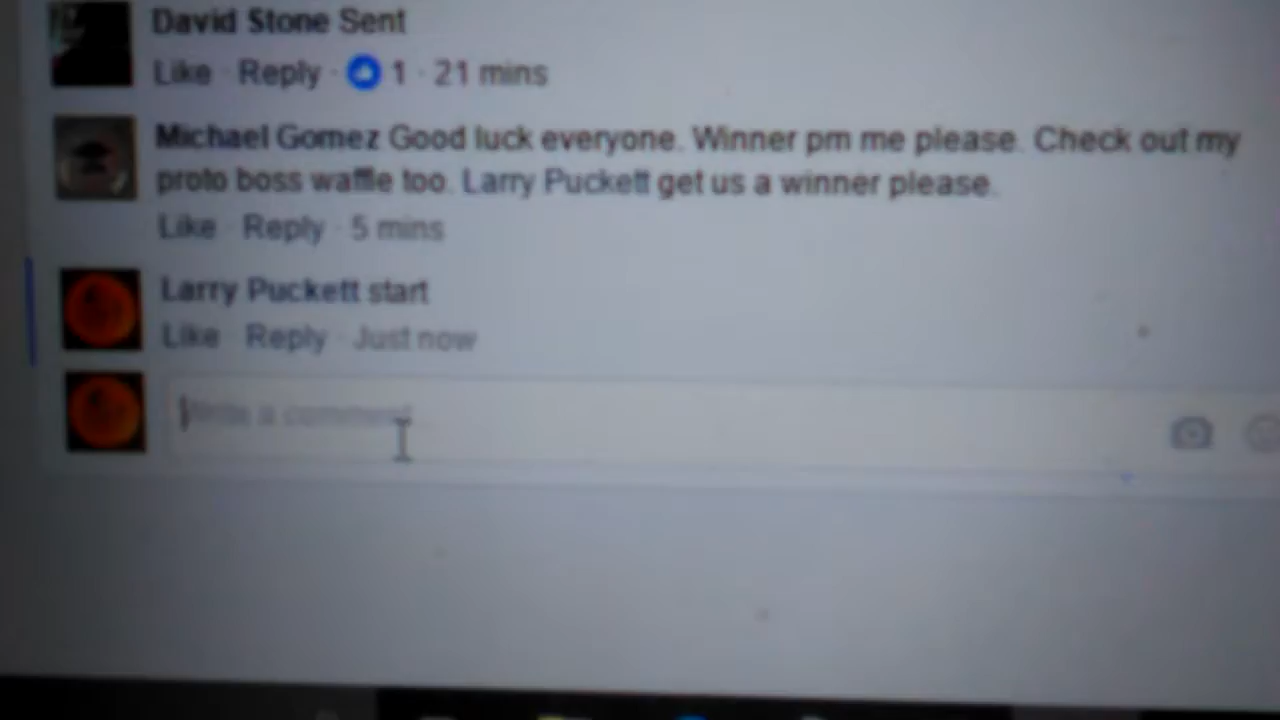 David Stone Sent
Like · Reply · 1 · 21 mins
Michael Gomez Good luck everyone. Winner pm me please. Check out my
proto boss waffle too. Larry Puckett get us a winner please.
Like · Reply · 5 mins
Larry Puckett start
Like · Reply · Just now
Write a comment...